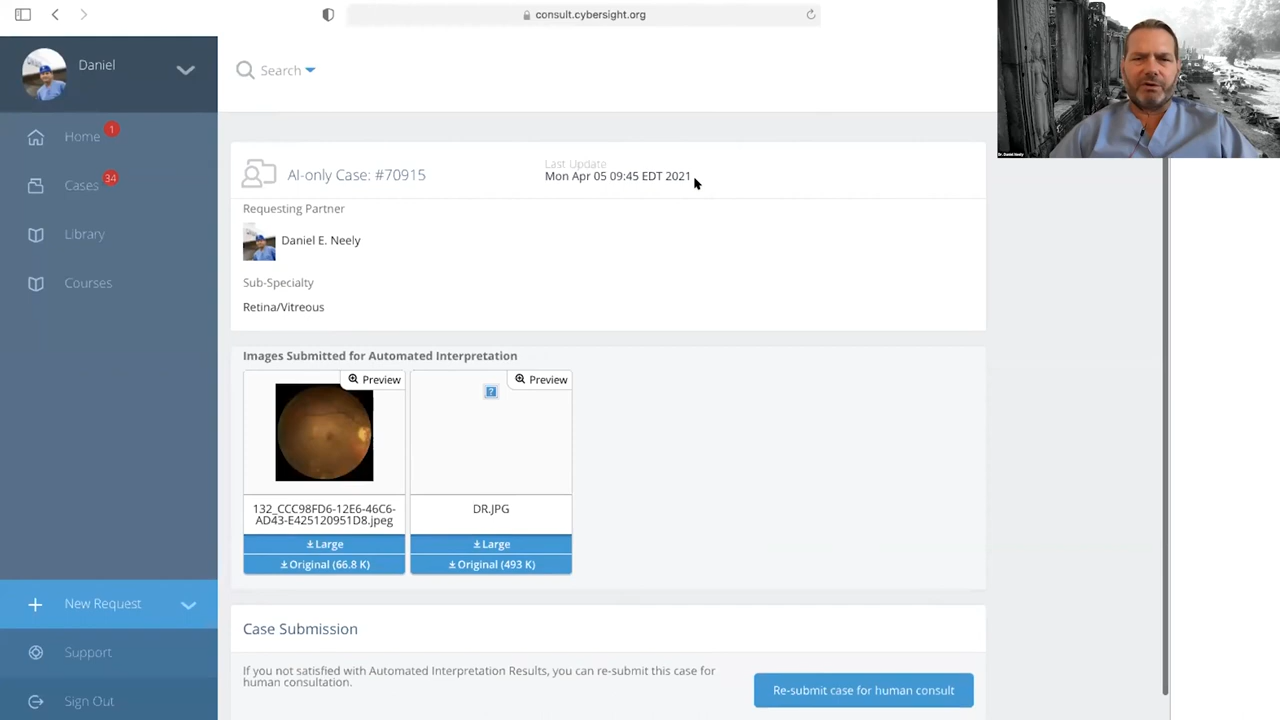 consult.cybersight.org
Daniel
Search
Home 1
Cases 34
Library
Courses
New Request
Support
Sign Out
AI-only Case: #70915
Last Update
Mon Apr 05 09:45 EDT 2021
Requesting Partner
Daniel E. Neely
Sub-Specialty
Retina/Vitreous
Images Submitted for Automated Interpretation
Preview
Preview
?
132_CCC98FD6-12E6-46C6-
AD43-E425120951D8.jpeg
DR.JPG
Large
Large
Original (66.8 K)
Original (493 K)
Case Submission
If you not satisfied with Automated Interpretation Results, you can re-submit this case for
human consultation.
Re-submit case for human consult
Dr. Daniel Neely